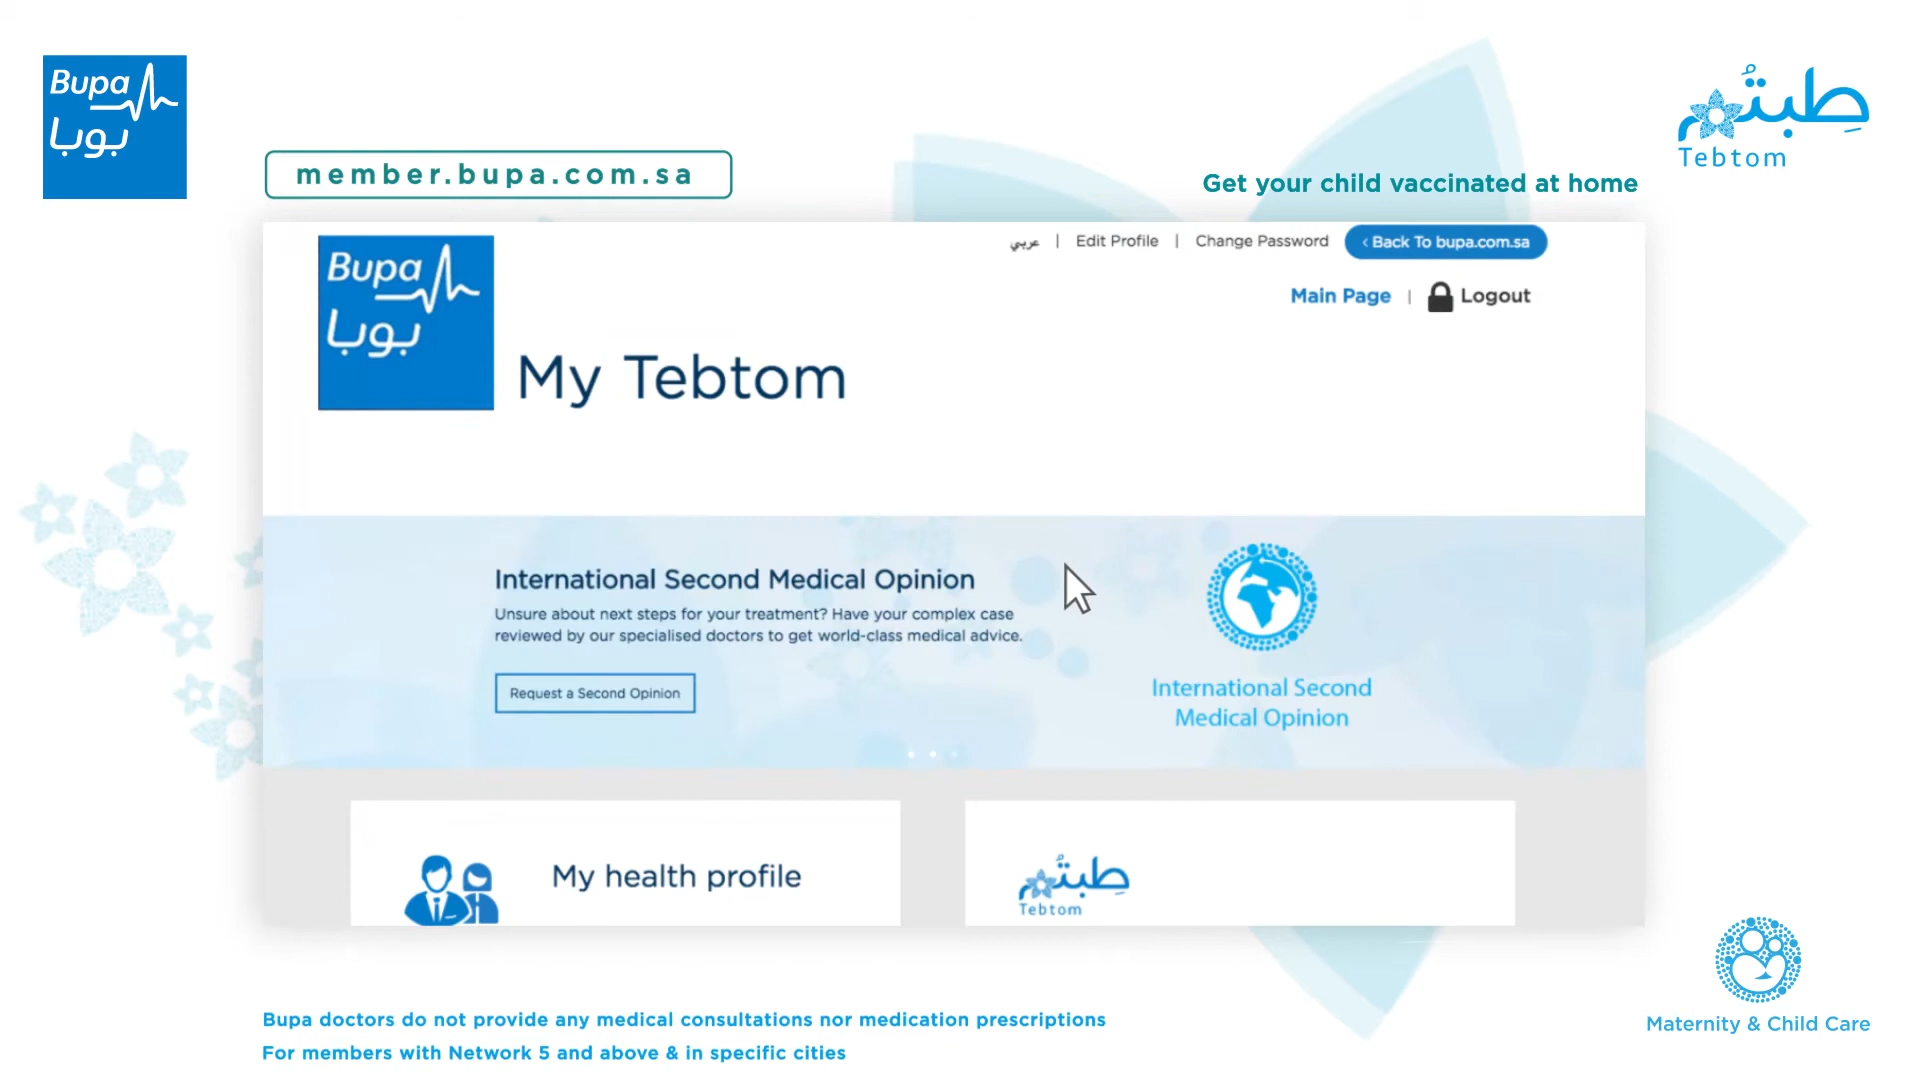 Bupa
بوبا
طبتُم
Tebtom
member.bupa.com.sa
Get your child vaccinated at home
عربي | Edit Profile | Change Password ‹ Back To bupa.com.sa
Main Page | Logout
Bupa
بوبا
My Tebtom
International Second Medical Opinion
Unsure about next steps for your treatment? Have your complex case
reviewed by our specialised doctors to get world-class medical advice.
Request a Second Opinion
International Second
Medical Opinion
My health profile
طبتُم
Tebtom
Bupa doctors do not provide any medical consultations nor medication prescriptions
For members with Network 5 and above & in specific cities
Maternity & Child Care